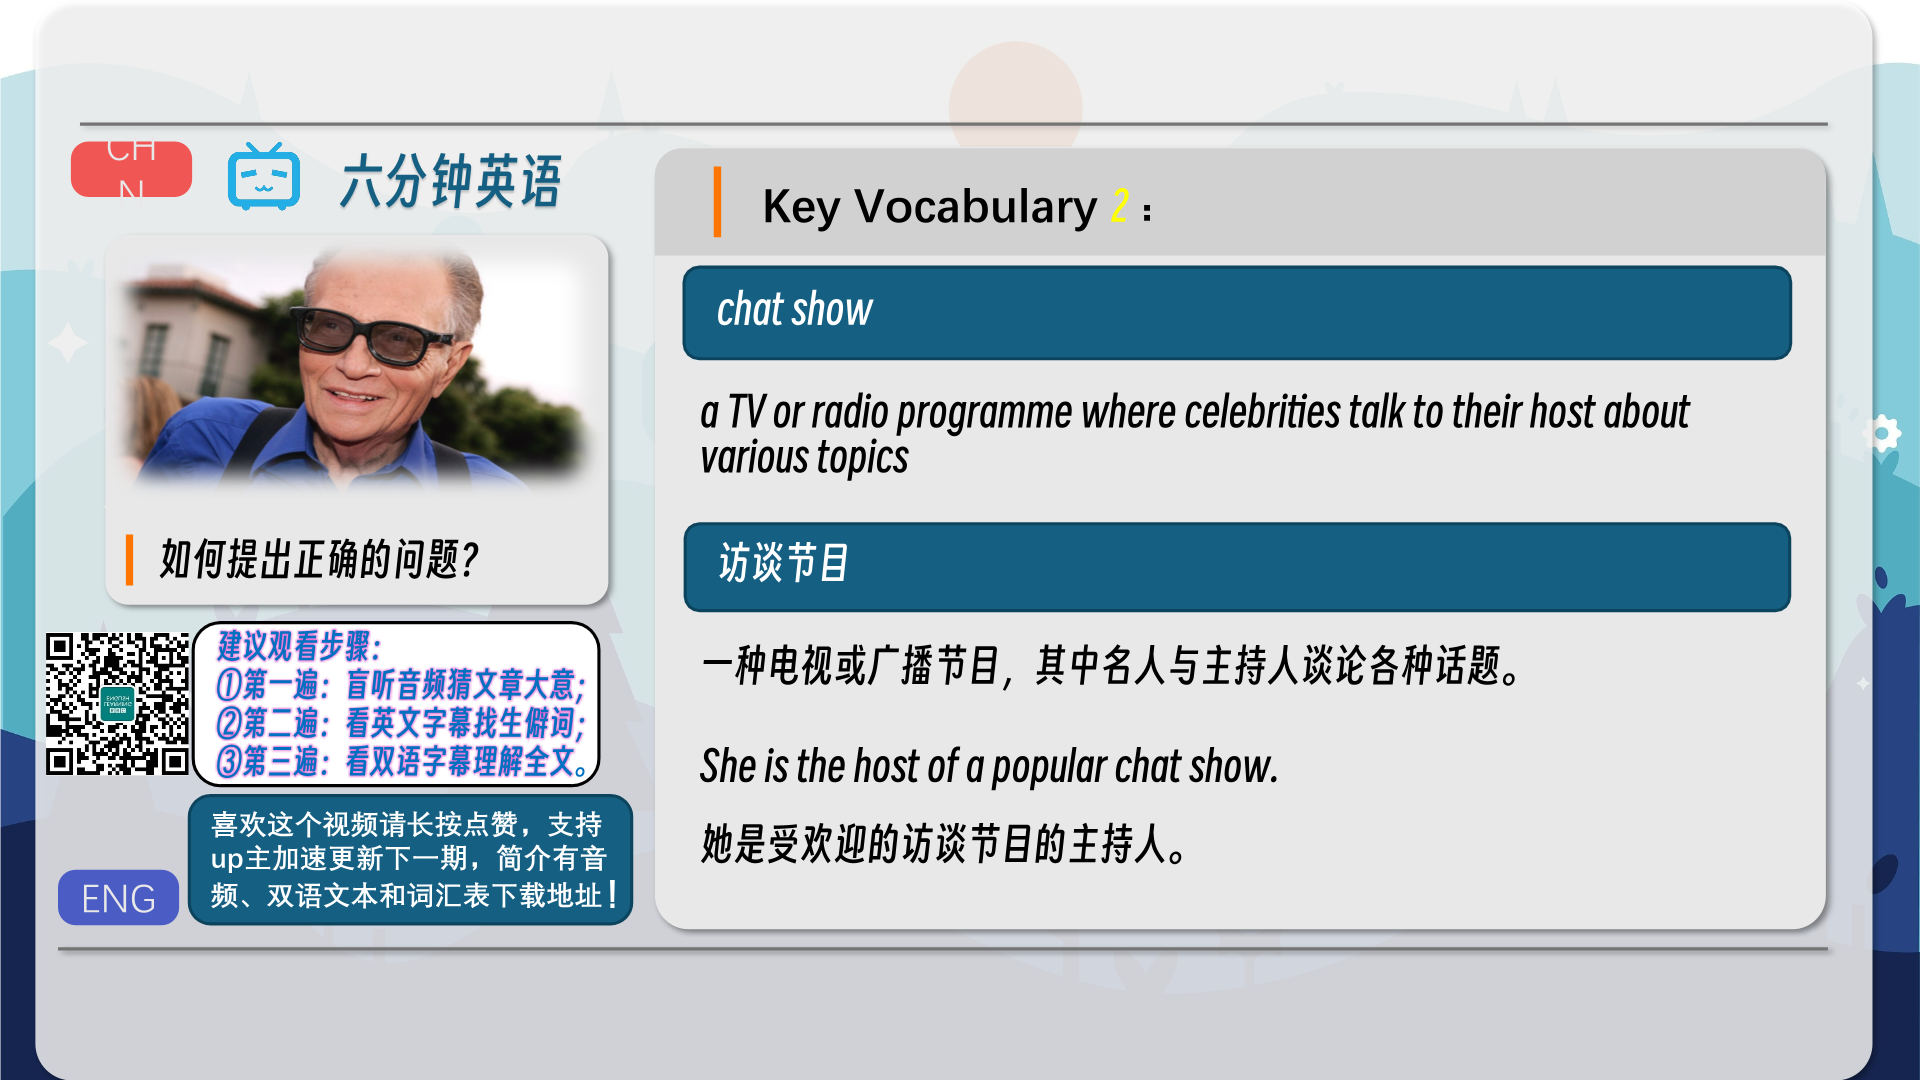 CH
N
六分钟英语
如何提出正确的问题？
建议观看步骤：
①第一遍：盲听音频猜文章大意；
②第二遍：看英文字幕找生僻词；
③第三遍：看双语字幕理解全文。
喜欢这个视频请长按点赞，支持
up主加速更新下一期，简介有音
频、双语文本和词汇表下载地址！
ENG
Key Vocabulary 2：
chat show
a TV or radio programme where celebrities talk to their host about
various topics
访谈节目
一种电视或广播节目，其中名人与主持人谈论各种话题。
She is the host of a popular chat show.
她是受欢迎的访谈节目的主持人。